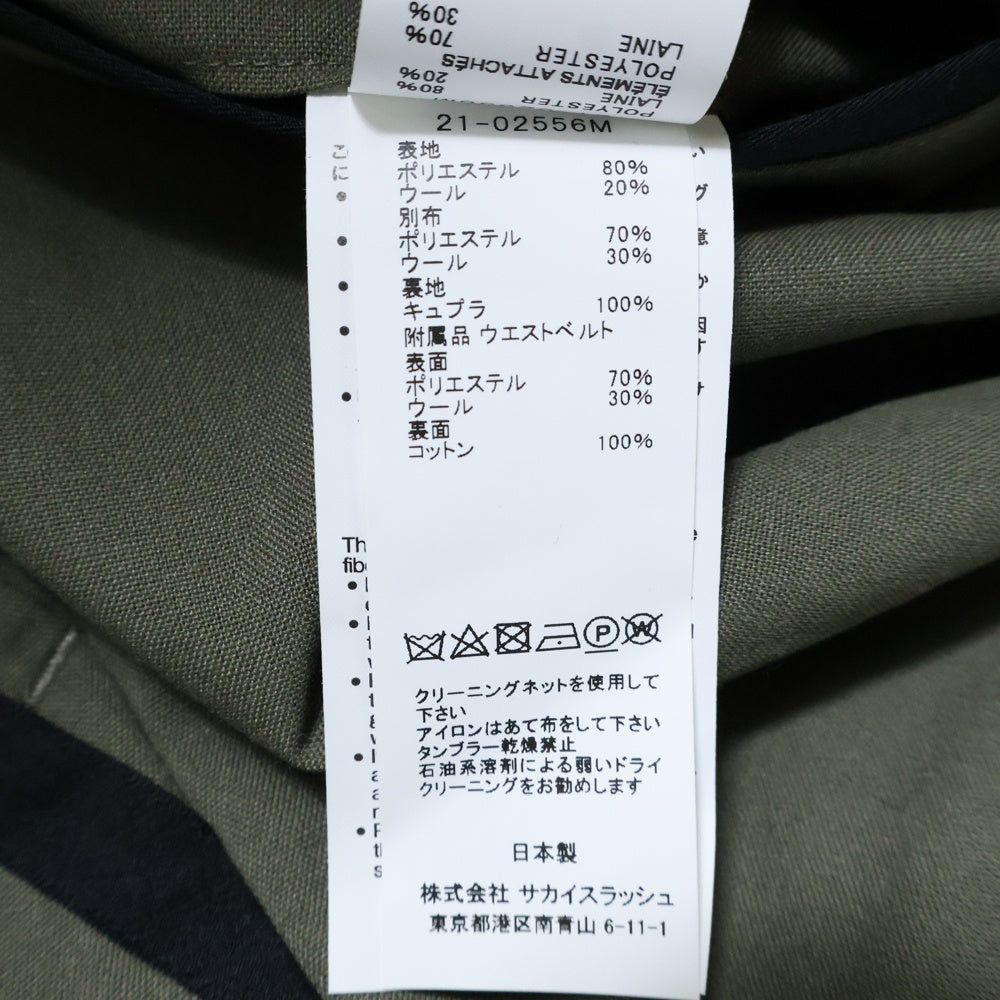 30%
70%
LAINE
POLYESTER
ÉLÉMENTS ATTACHÉS
20%
LAINE
80%
POLYESTER
21-02556M
表地
ポリエステル 80%
ウール 20%
別布
ポリエステル 70%
ウール 30%
裏地
キュプラ 100%
附属品 ウエストベルト
表面
ポリエステル 70%
ウール 30%
裏面
コットン 100%
P W
クリーニングネットを使用して
下さい
アイロンはあて布をして下さい
タンブラー乾燥禁止
石油系溶剤による弱いドライ
クリーニングをお勧めします
日本製
株式会社 サカイスラッシュ
東京都港区南青山 6-11-1